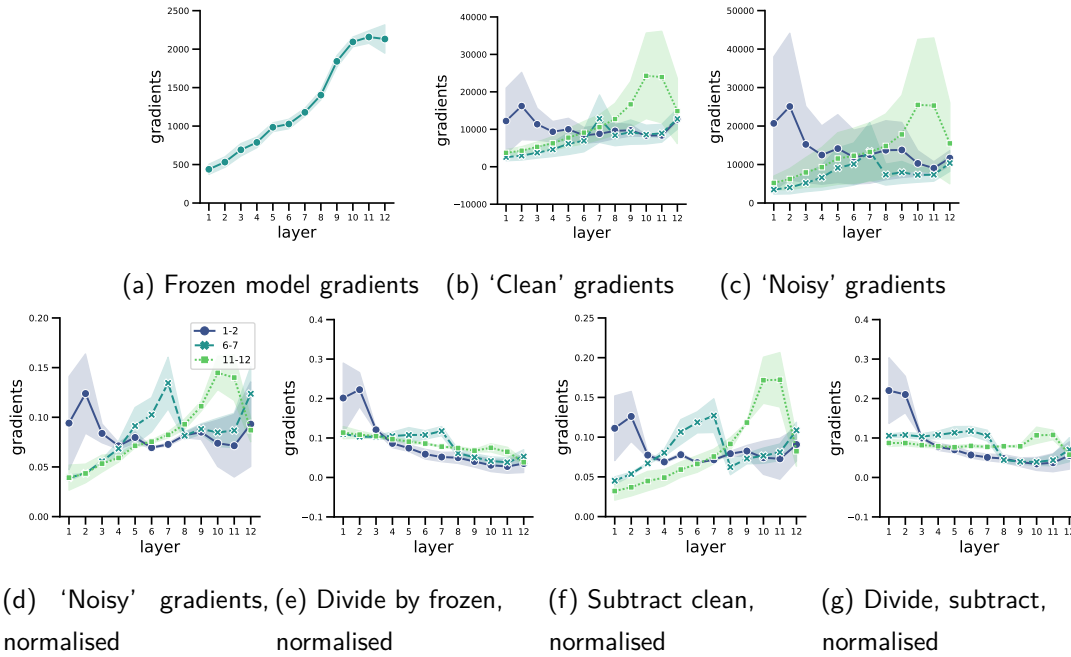 2500
2000
1500
1000
500
0
gradients
1 2 3 4 5 6 7 8 9 10 11 12
layer
40000
30000
20000
10000
0
−10000
gradients
1 2 3 4 5 6 7 8 9 10 11 12
layer
50000
40000
30000
20000
10000
0
gradients
1 2 3 4 5 6 7 8 9 10 11 12
layer
(a) Frozen model gradients
(b) ‘Clean’ gradients
(c) ‘Noisy’ gradients
0.20
0.15
0.10
0.05
0.00
gradients
1-2
6-7
11-12
1 2 3 4 5 6 7 8 9 10 11 12
layer
0.4
0.3
0.2
0.1
0.0
−0.1
gradients
1 2 3 4 5 6 7 8 9 10 11 12
layer
0.25
0.20
0.15
0.10
0.05
0.00
gradients
1 2 3 4 5 6 7 8 9 10 11 12
layer
0.4
0.3
0.2
0.1
0.0
−0.1
gradients
1 2 3 4 5 6 7 8 9 10 11 12
layer
(d) ‘Noisy’ gradients,
normalised
(e) Divide by frozen,
normalised
(f) Subtract clean,
normalised
(g) Divide, subtract,
normalised